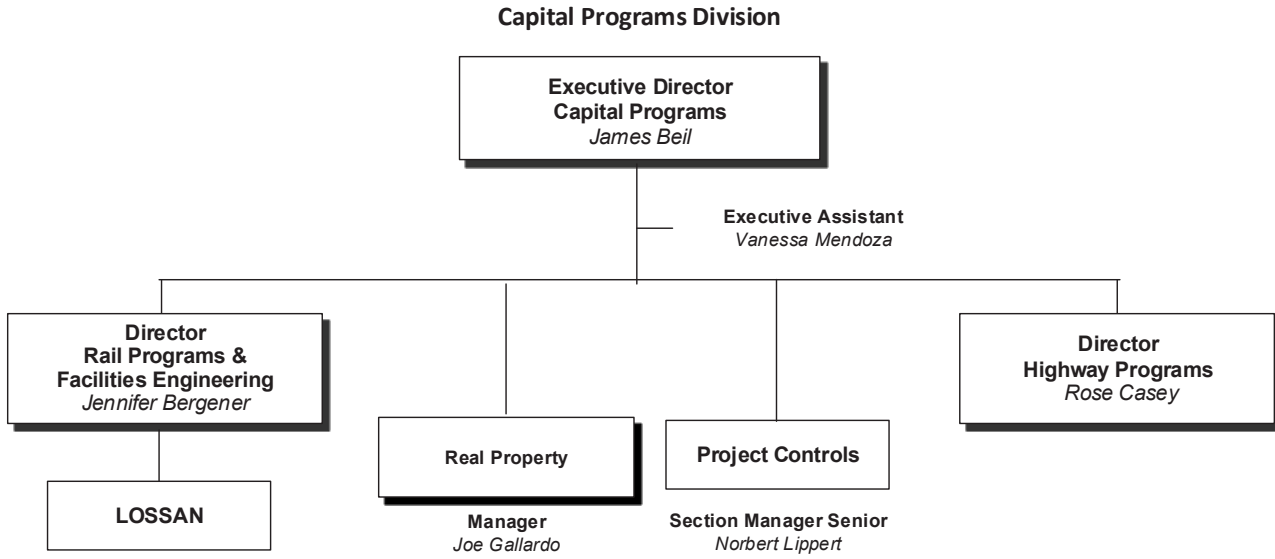 Capital Programs Division
Executive Director
Capital Programs
James Beil
Executive Assistant
Vanessa Mendoza
Director
Rail Programs &
Facilities Engineering
Jennifer Bergener
Director
Highway Programs
Rose Casey
Real Property
Project Controls
LOSSAN
Manager
Joe Gallardo
Section Manager Senior
Norbert Lippert